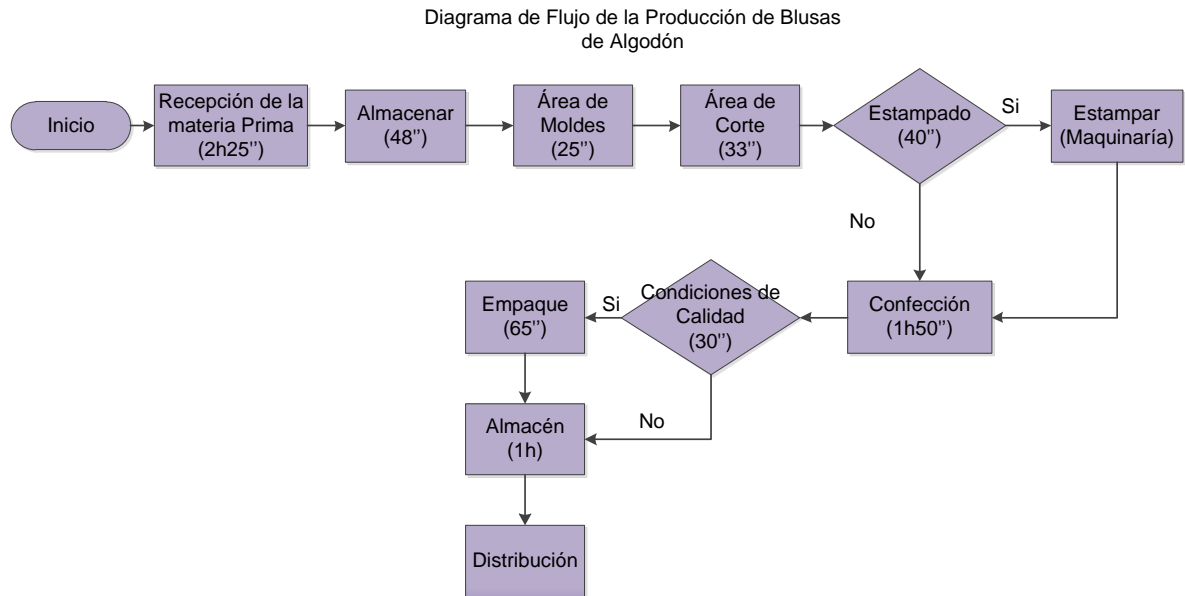 Diagrama de Flujo de la Producción de Blusas
de Algodón
Inicio
Recepción de la
materia Prima
(2h25’’)
Almacenar
(48’’)
Área de
Moldes
(25’’)
Área de
Corte
(33’’)
Estampado
(40’’)
Si
Estampar
(Maquinaría)
No
Confección
(1h50’’)
Condiciones de
Calidad
(30’’)
Si
Empaque
(65’’)
No
Almacén
(1h)
Distribución